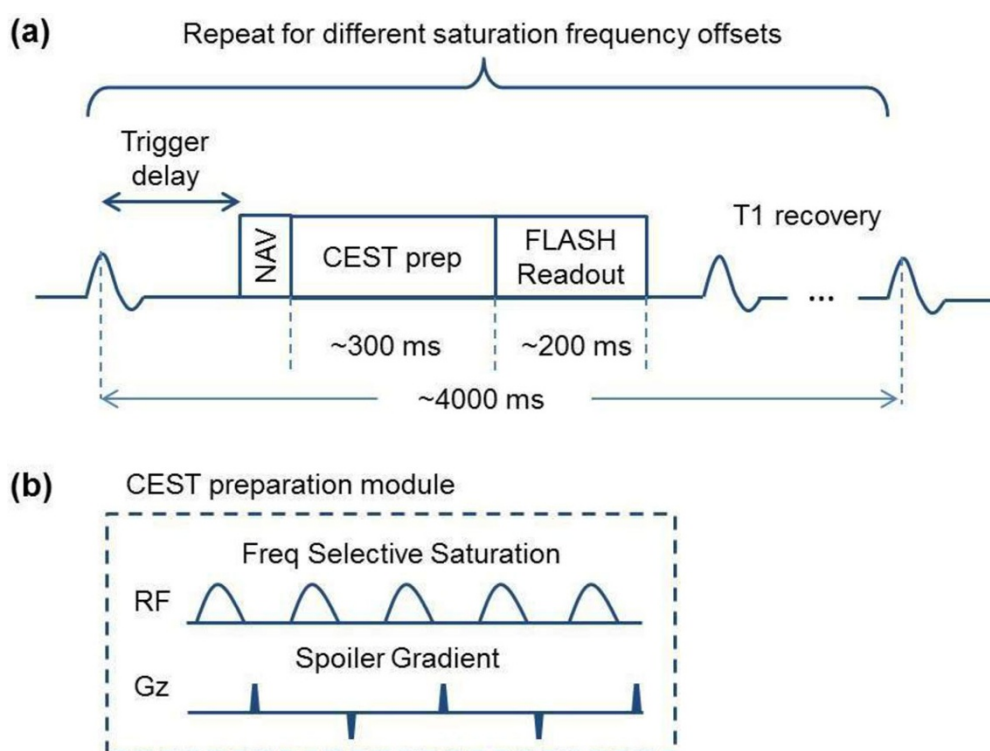 (a)
Repeat for different saturation frequency offsets
Trigger
delay
NAV
CEST prep
FLASH
Readout
T1 recovery
...
~300 ms
~200 ms
~4000 ms
(b)
CEST preparation module
Freq Selective Saturation
RF
Spoiler Gradient
Gz